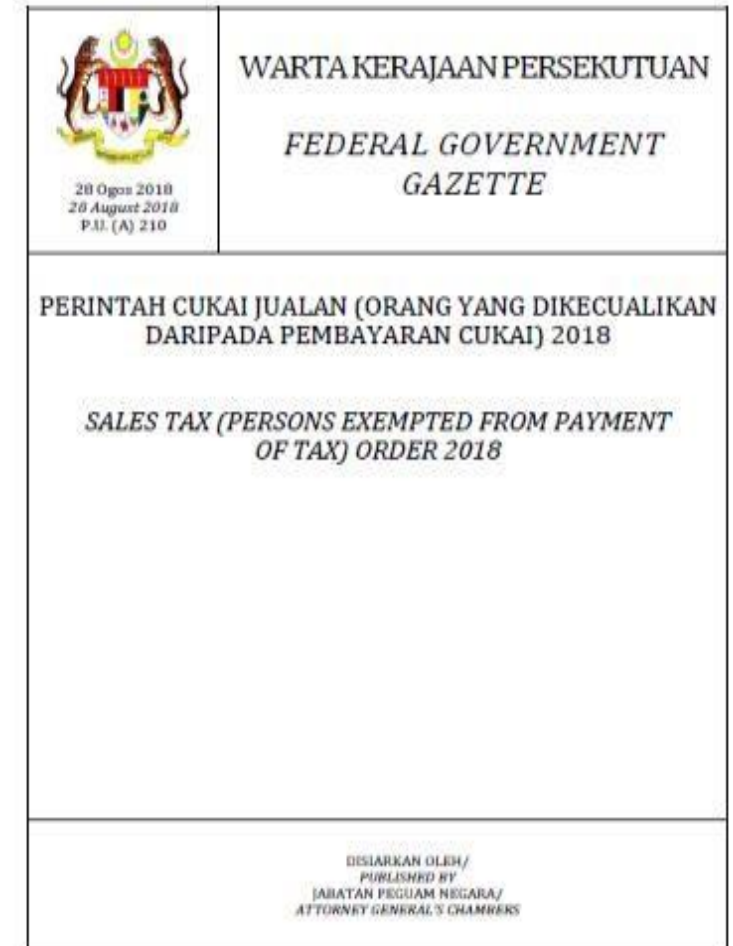 WARTA KERAJAAN PERSEKUTUAN
FEDERAL GOVERNMENT
GAZETTE
28 Ogos 2018
28 August 2018
P.U. (A) 210
PERINTAH CUKAI JUALAN (ORANG YANG DIKECUALIKAN
DARIPADA PEMBAYARAN CUKAI) 2018
SALES TAX (PERSONS EXEMPTED FROM PAYMENT
OF TAX) ORDER 2018
DISIARKAN OLEH/
PUBLISHED BY
JABATAN PEGUAM NEGARA/
ATTORNEY GENERAL'S CHAMBERS